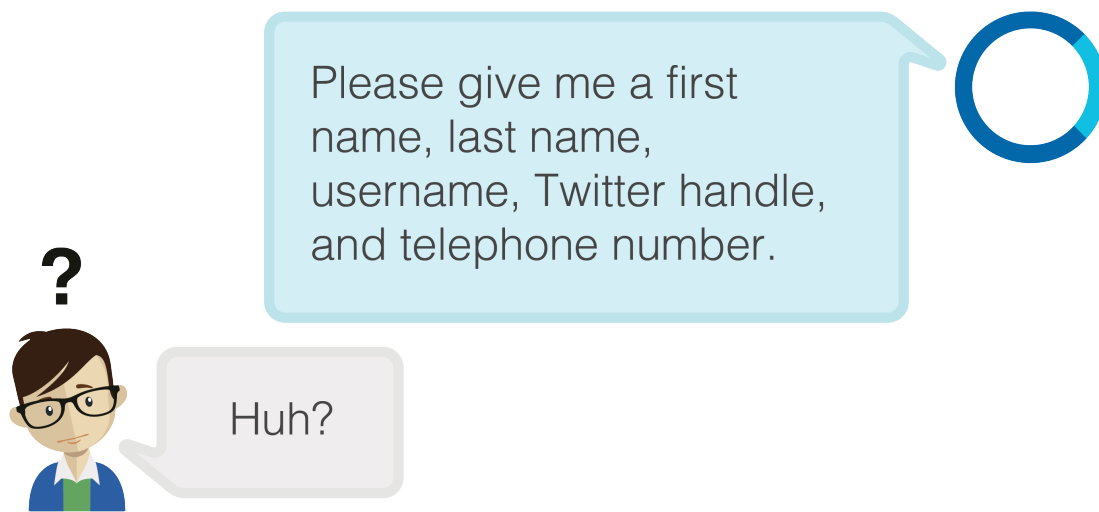 Please give me a first
name, last name,
username, Twitter handle,
and telephone number.
?
Huh?